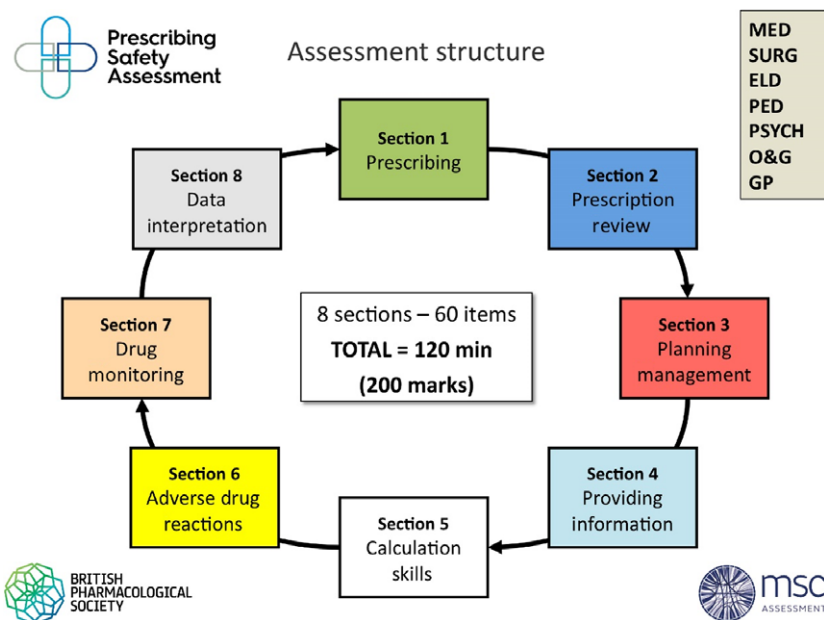 Prescribing
Safety
Assessment
Assessment structure
MED
SURG
ELD
PED
PSYCH
O&G
GP
Section 1
Prescribing
Section 2
Prescription
review
Section 3
Planning
management
Section 4
Providing
information
Section 5
Calculation
skills
Section 6
Adverse drug
reactions
Section 7
Drug
monitoring
Section 8
Data
interpretation
8 sections – 60 items
TOTAL = 120 min
(200 marks)
BRITISH
PHARMACOLOGICAL
SOCIETY
ASSESSMENT